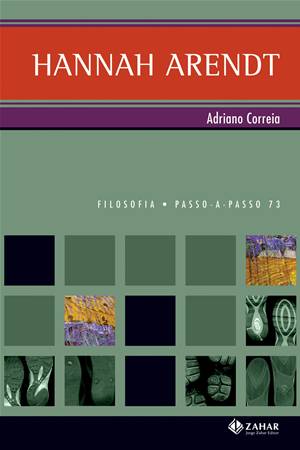 HANNAH ARENDT
Adriano Correia
FILOSOFIA • PASSO-A-PASSO 73
ZAHAR
Jorge Zahar Editor